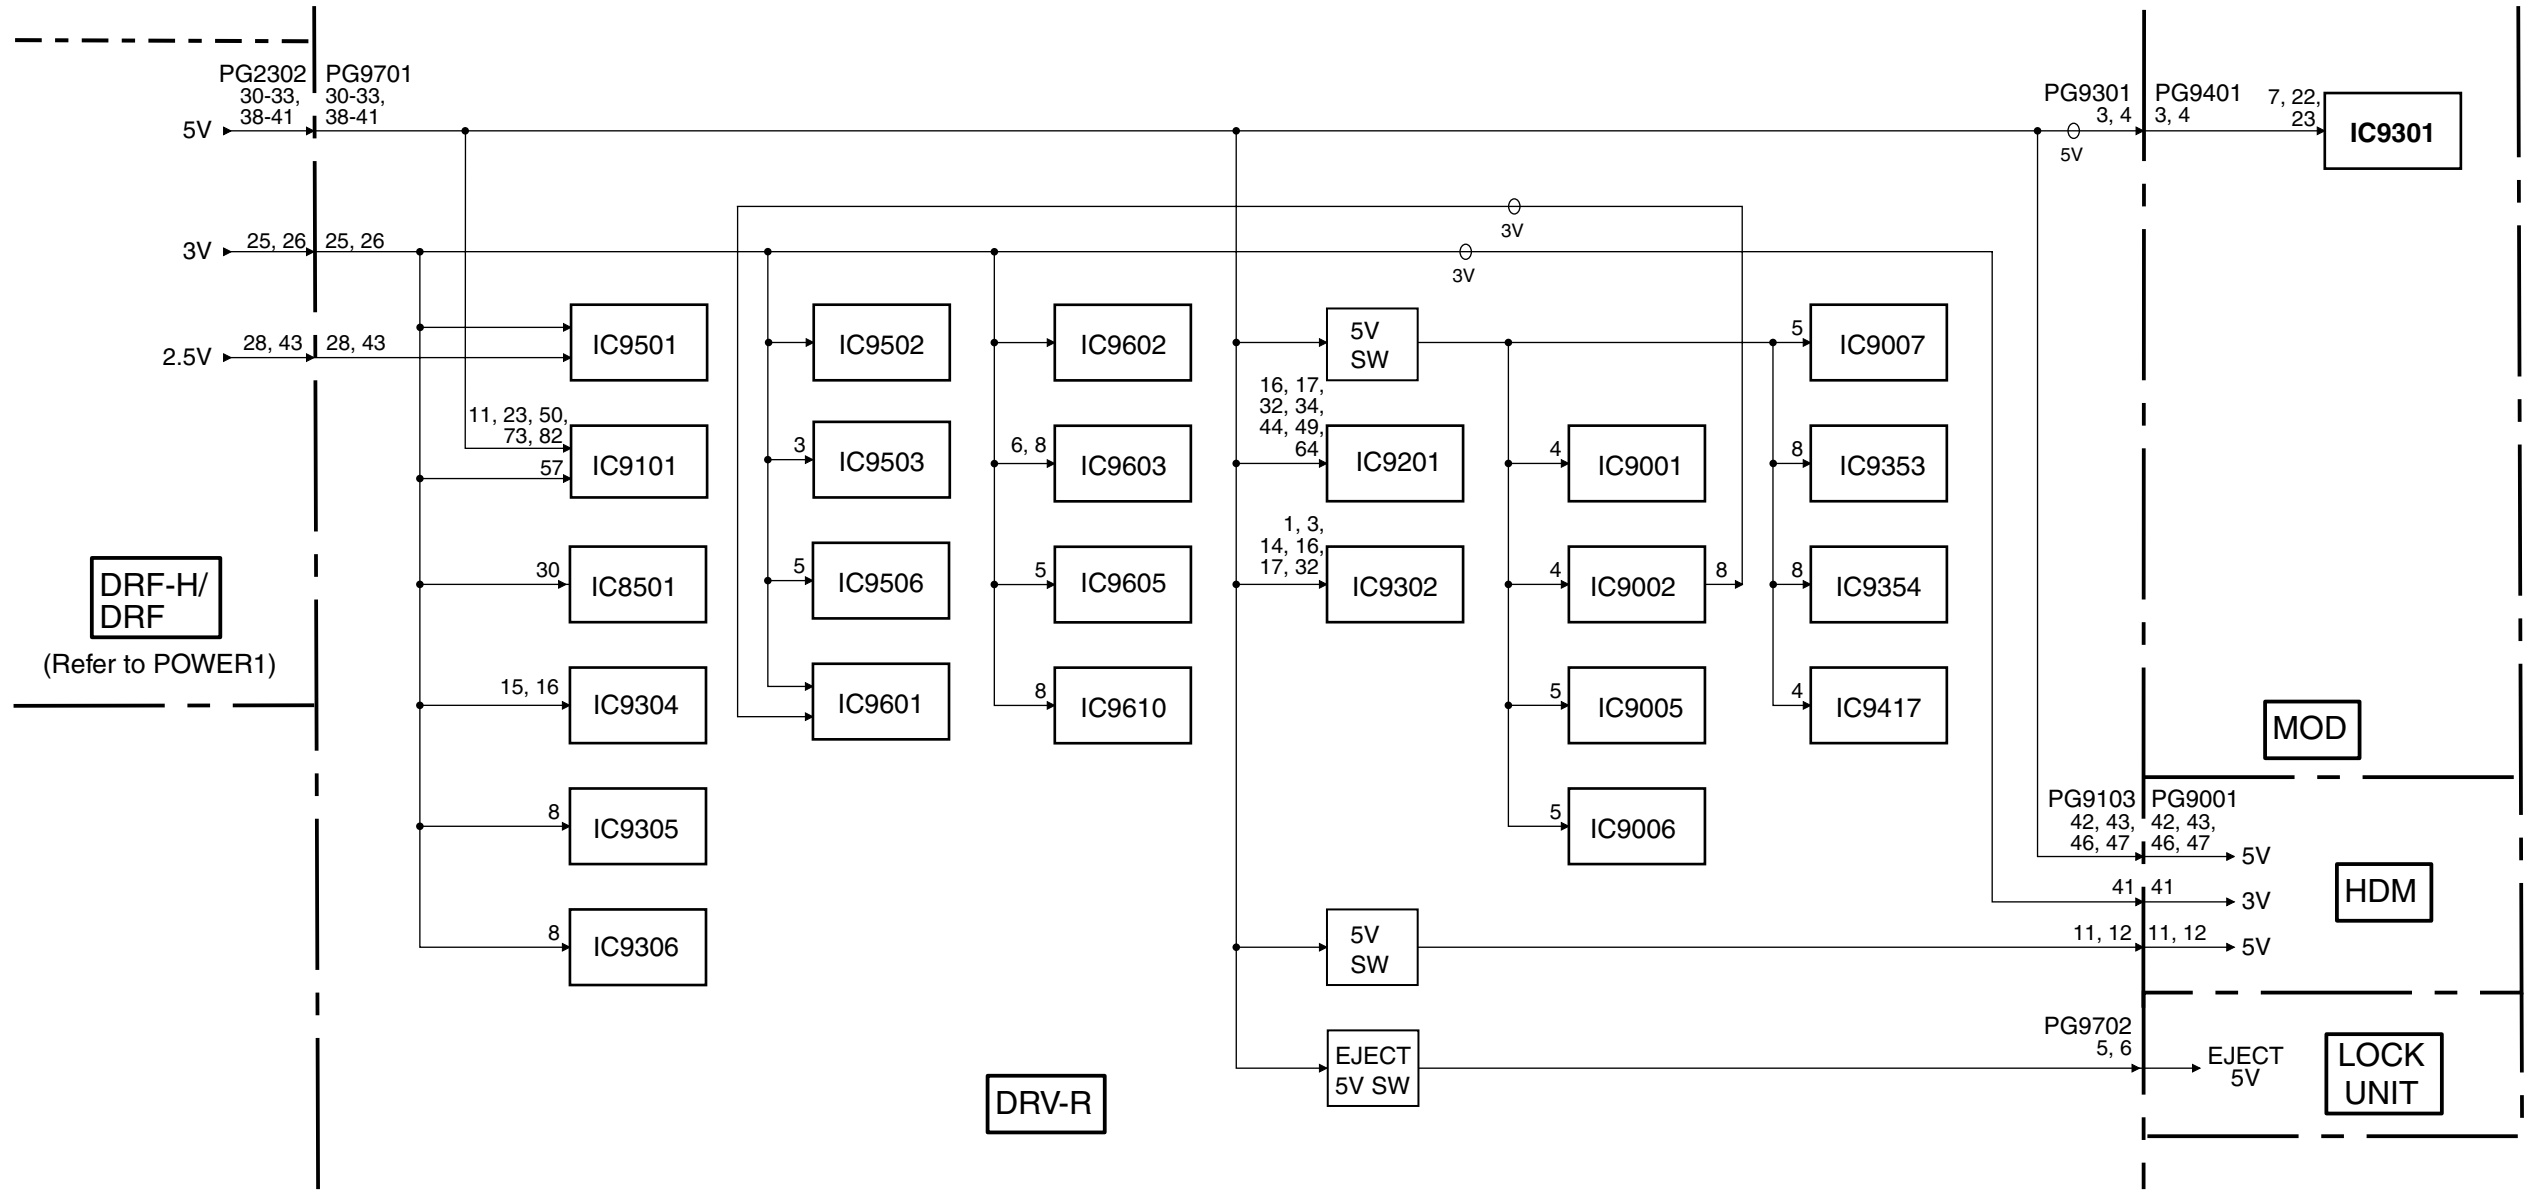 PG2302
30-33,
38-41
PG9701
30-33,
38-41
5V
PG9301
3, 4
PG9401
3, 4
7, 22,
23
IC9301
5V
3V
25, 26
25, 26
3V
3V
2.5V
28, 43
28, 43
IC9501
IC9502
IC9602
5V
SW
5
IC9007
11, 23, 50,
73, 82
57
IC9101
3
IC9503
6, 8
IC9603
16, 17,
32, 34,
44, 49,
64
IC9201
4
IC9001
8
IC9353
DRF-H/
DRF
(Refer to POWER1)
30
IC8501
5
IC9506
5
IC9605
1, 3,
14, 16,
17, 32
IC9302
4
IC9002
8
8
IC9354
15, 16
IC9304
IC9601
8
IC9610
5
IC9005
4
IC9417
MOD
8
IC9305
5
IC9006
PG9103
42, 43,
46, 47
PG9001
42, 43,
46, 47
5V
41
41
3V
HDM
8
IC9306
5V
SW
11, 12
11, 12
5V
EJECT
5V SW
PG9702
5, 6
EJECT
5V
LOCK
UNIT
DRV-R